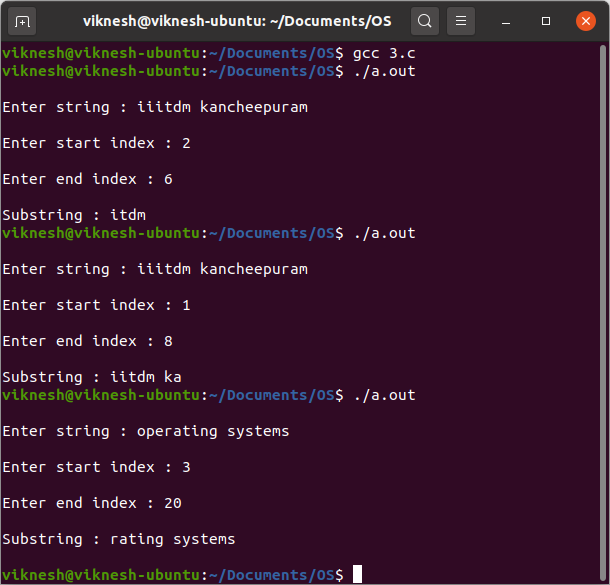 viknesh@viknesh-ubuntu: ~/Documents/OS
viknesh@viknesh-ubuntu:~/Documents/OS$ gcc 3.c
viknesh@viknesh-ubuntu:~/Documents/OS$ ./a.out
Enter string : iiitdm kancheepuram
Enter start index : 2
Enter end index : 6
Substring : itdm
viknesh@viknesh-ubuntu:~/Documents/OS$ ./a.out
Enter string : iiitdm kancheepuram
Enter start index : 1
Enter end index : 8
Substring : iitdm ka
viknesh@viknesh-ubuntu:~/Documents/OS$ ./a.out
Enter string : operating systems
Enter start index : 3
Enter end index : 20
Substring : rating systems
viknesh@viknesh-ubuntu:~/Documents/OS$